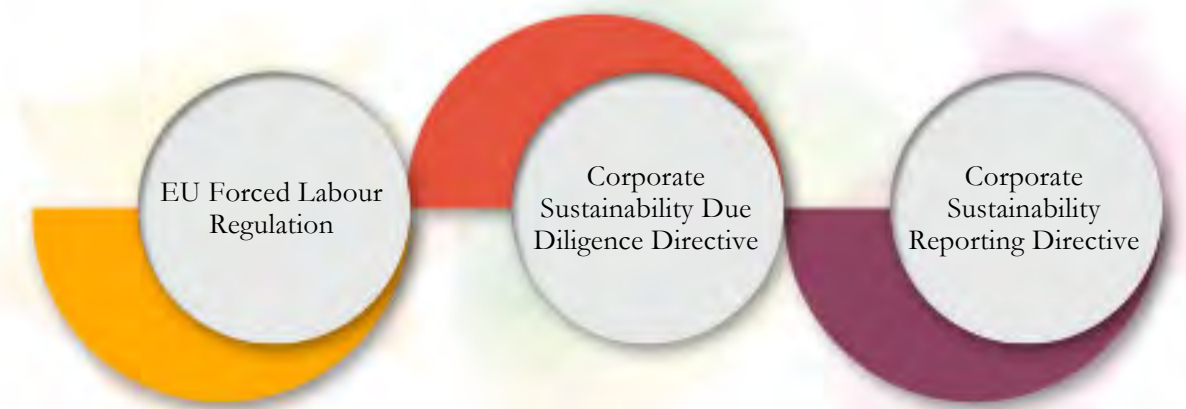 EU Forced Labour
Regulation
Corporate
Sustainability Due
Diligence Directive
Corporate
Sustainability
Reporting Directive